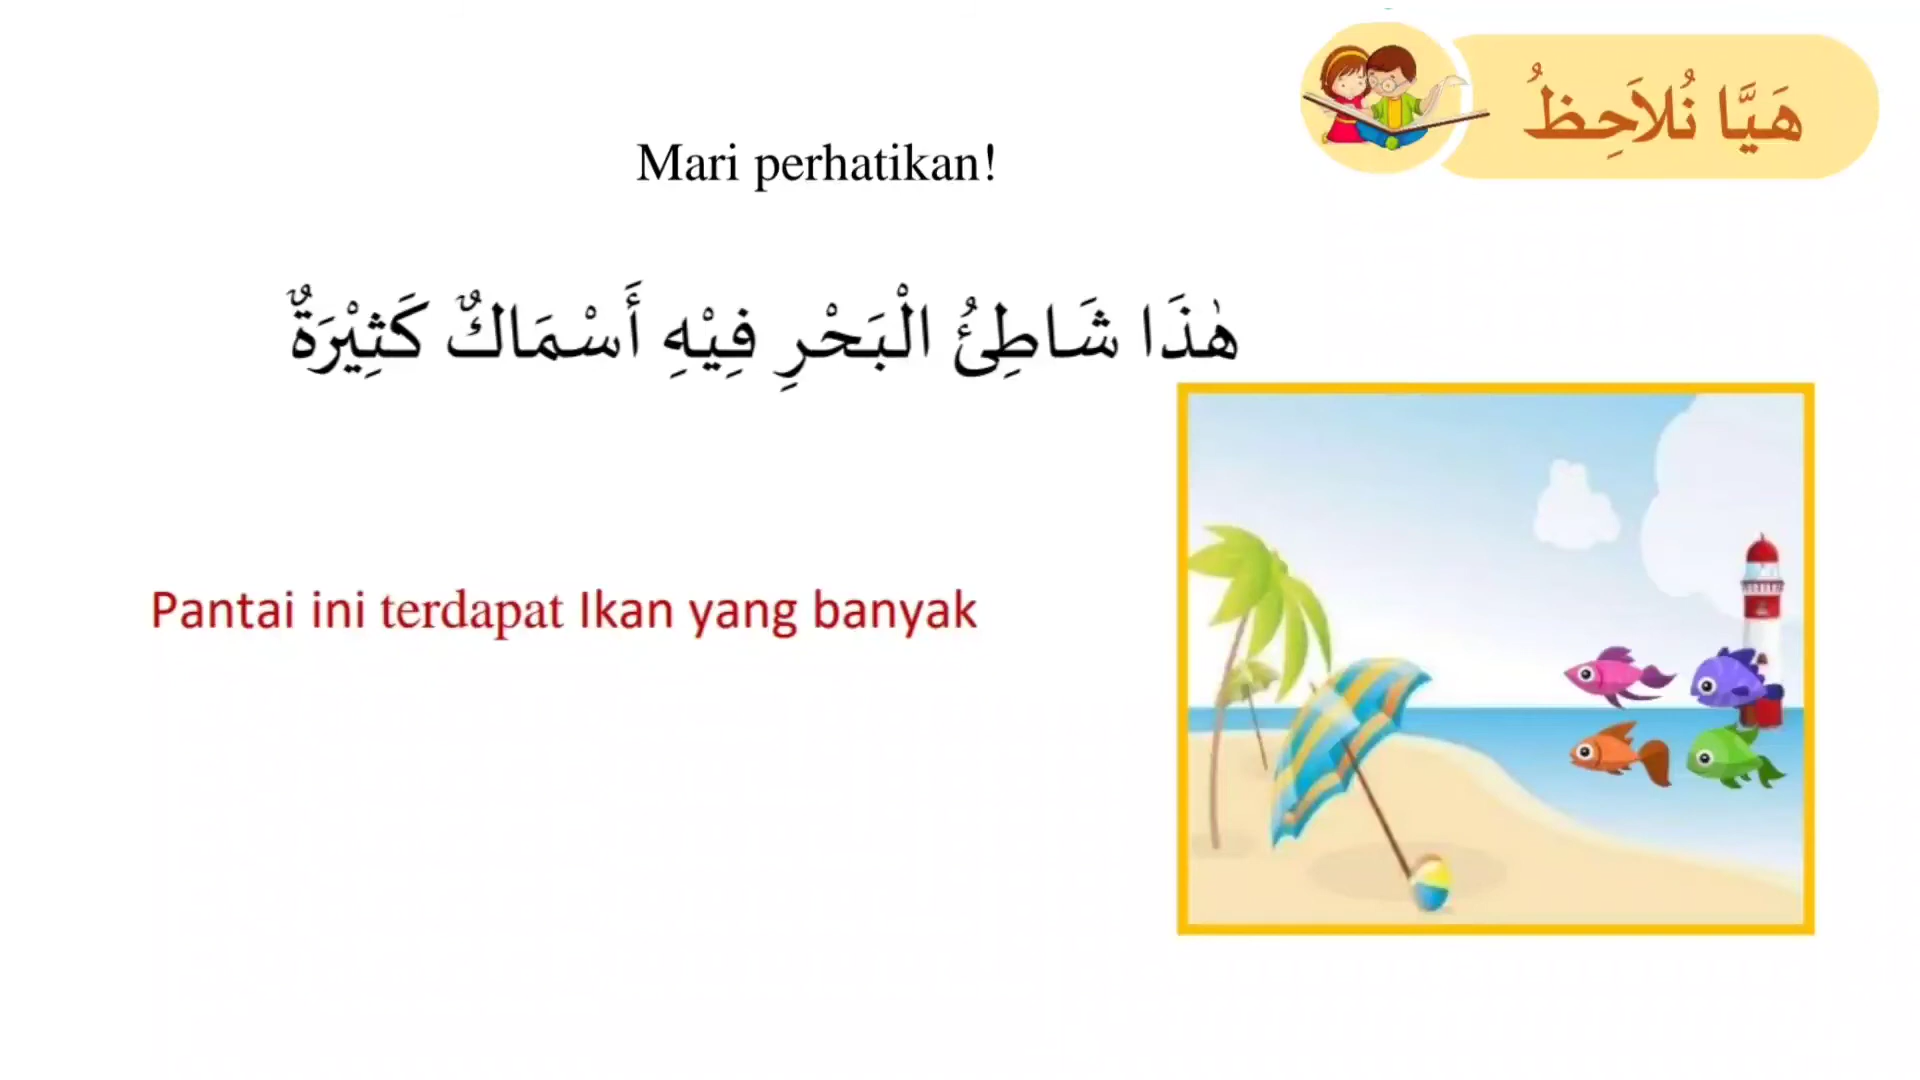 هَيَّا نُلاَحِظُ
Mari perhatikan!
هٰذَا شَاطِئُ الْبَحْرِ فِيْهِ أَسْمَاكٌ كَثِيْرَةٌ
Pantai ini terdapat Ikan yang banyak